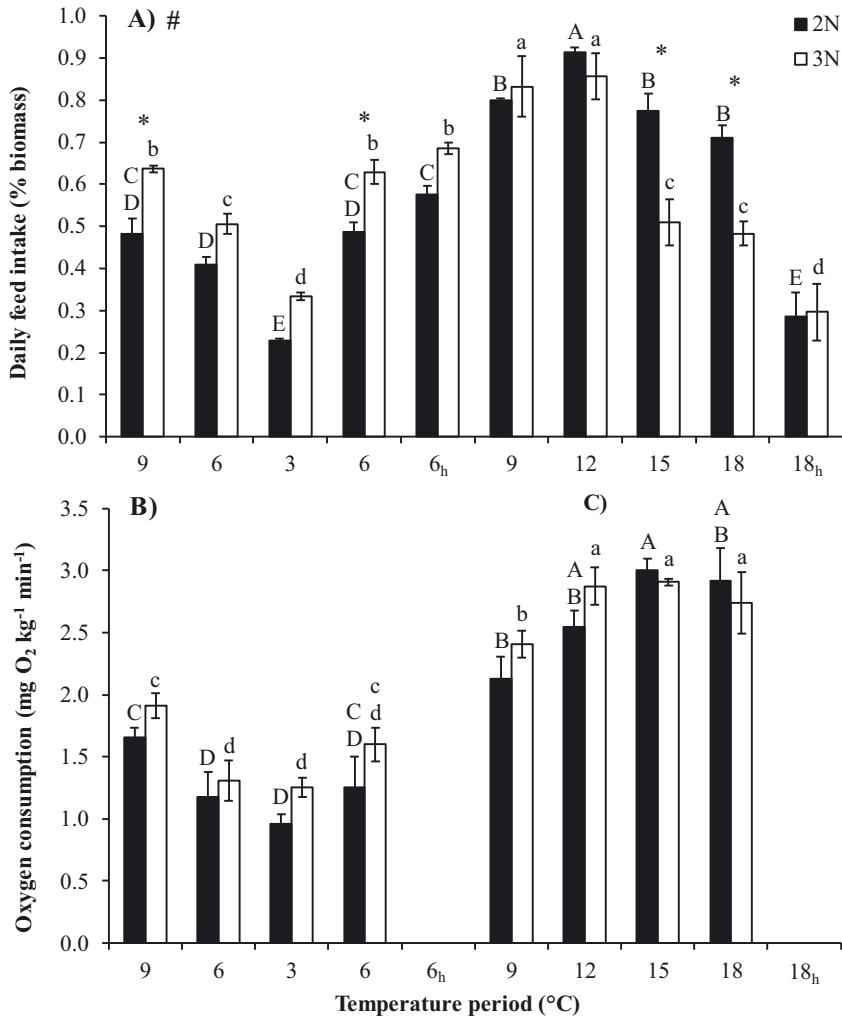 A) #
2N
3N
Daily feed intake (% biomass)
1.0
0.9
0.8
0.7
0.6
0.5
0.4
0.3
0.2
0.1
0.0
*
b
C
D
c
D
d
E
*
b
C
D
b
C
a
B
A
a
*
B
c
*
B
c
E
d
9 6 3 6 6h 9 12 15 18 18h
B)
C)
Oxygen consumption (mg O2 kg-1 min-1)
3.5
3.0
2.5
2.0
1.5
1.0
0.5
0.0
C
c
D
d
D
d
C
D
c
d
B
b
A
B
a
A
a
A
B
a
9 6 3 6 6h 9 12 15 18 18h
Temperature period (°C)